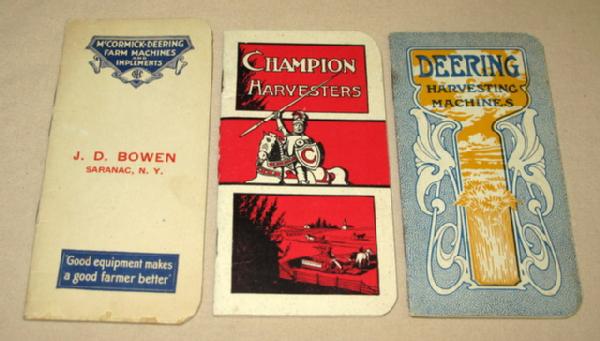 McCORMICK-DEERING
FARM MACHINES
AND
IMPLEMENTS
IHC
J. D. BOWEN
SARANAC, N. Y.
"Good equipment makes
a good farmer better"
CHAMPION
HARVESTERS
C
DEERING
HARVESTING
MACHINES